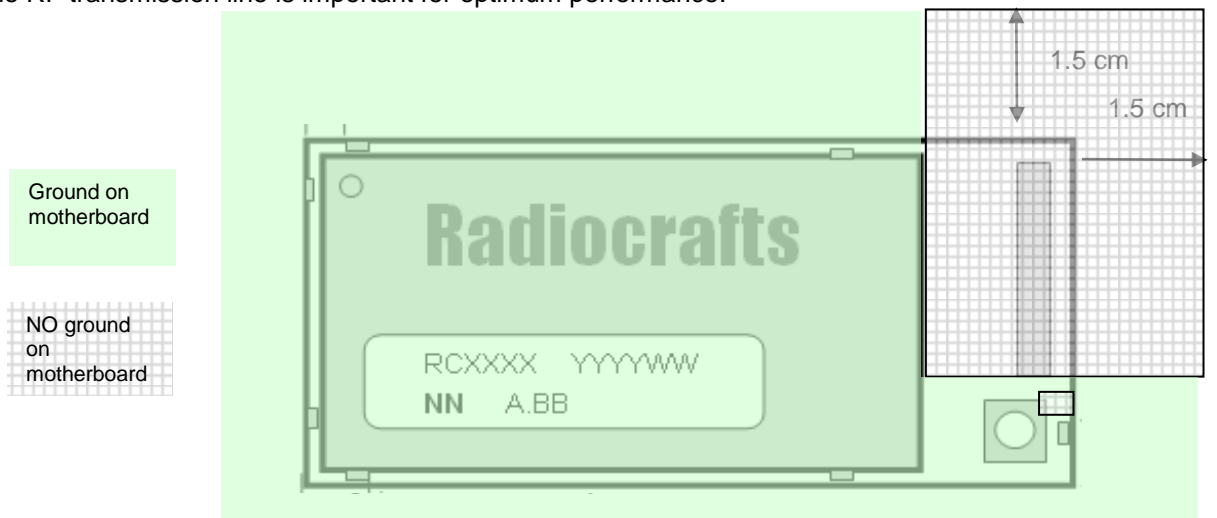 RF transmission line is important for optimum performance.
1.5 cm
1.5 cm
Ground on
motherboard
Radiocrafts
NO ground
on
motherboard
RCXXXX YYYYWW
NN A.BB